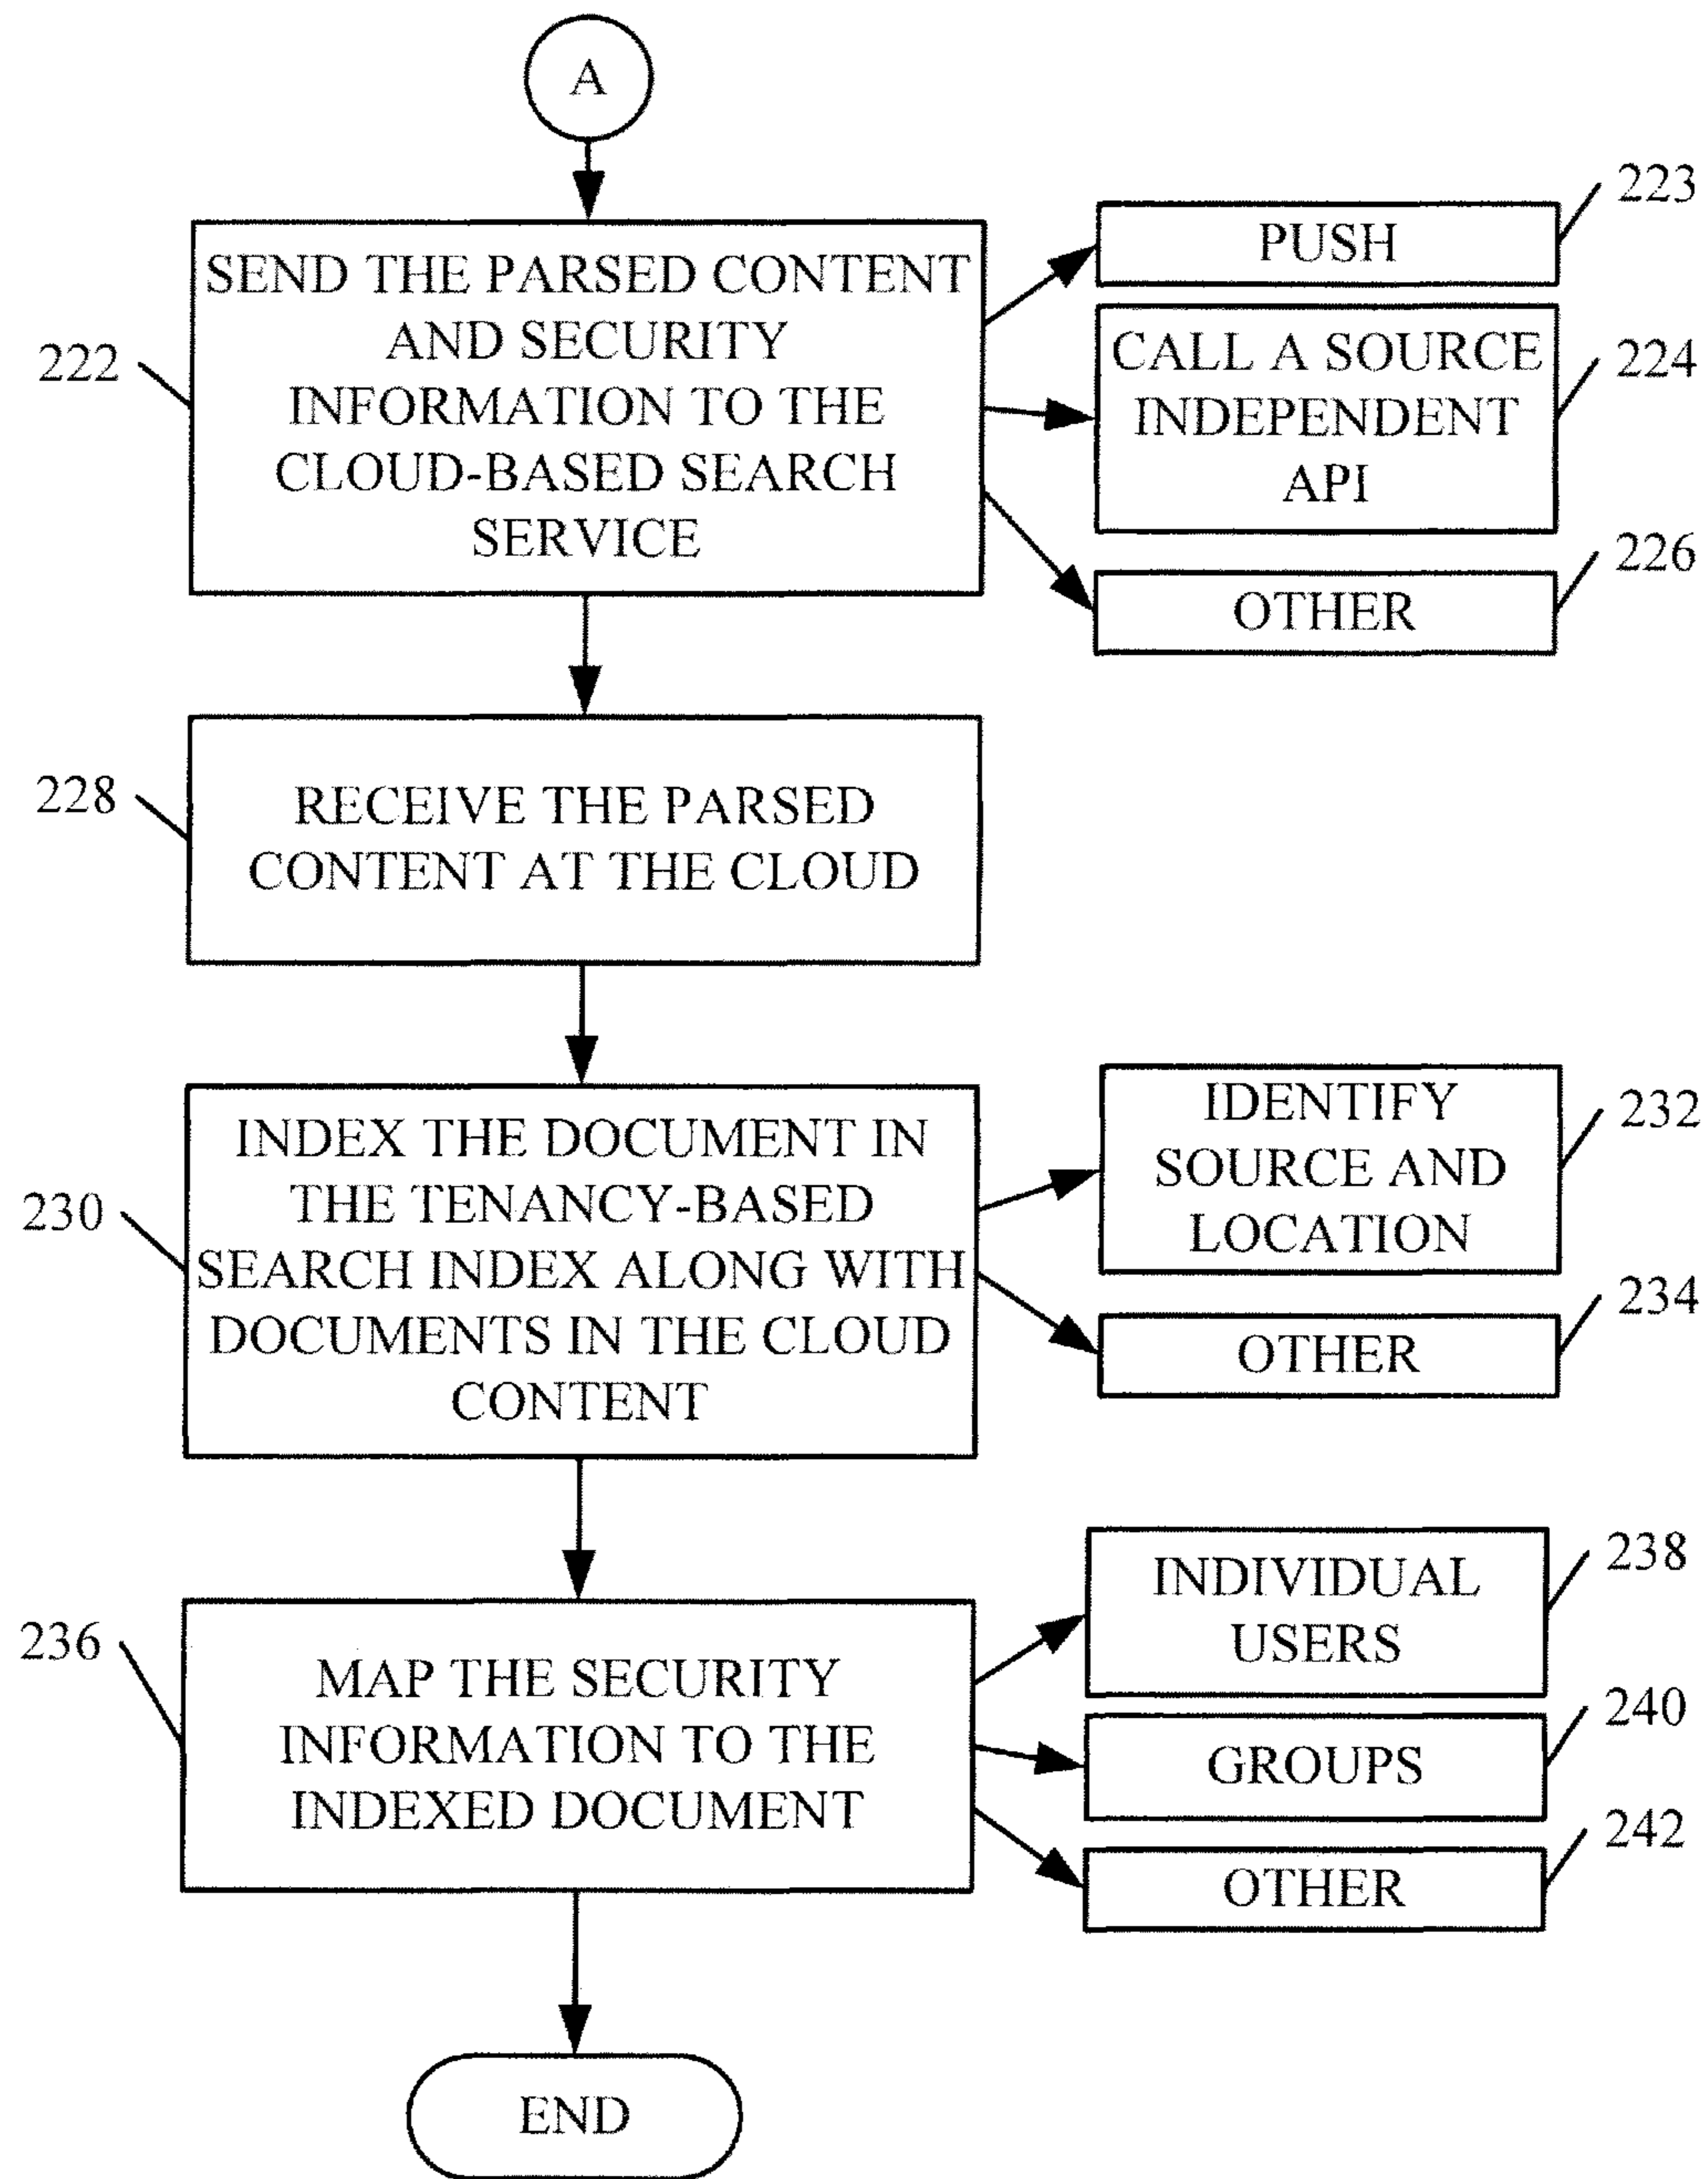 A
SEND THE PARSED CONTENT
AND SECURITY
INFORMATION TO THE
CLOUD-BASED SEARCH
SERVICE
222
PUSH
223
CALL A SOURCE
INDEPENDENT
API
224
OTHER
226
RECEIVE THE PARSED
CONTENT AT THE CLOUD
228
INDEX THE DOCUMENT IN
THE TENANCY-BASED
SEARCH INDEX ALONG WITH
DOCUMENTS IN THE CLOUD
CONTENT
230
IDENTIFY
SOURCE AND
LOCATION
232
OTHER
234
MAP THE SECURITY
INFORMATION TO THE
INDEXED DOCUMENT
236
INDIVIDUAL
USERS
238
GROUPS
240
OTHER
242
END